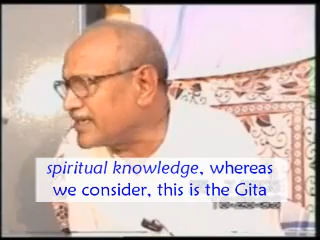 spiritual knowledge, whereas
we consider, this is the Gita